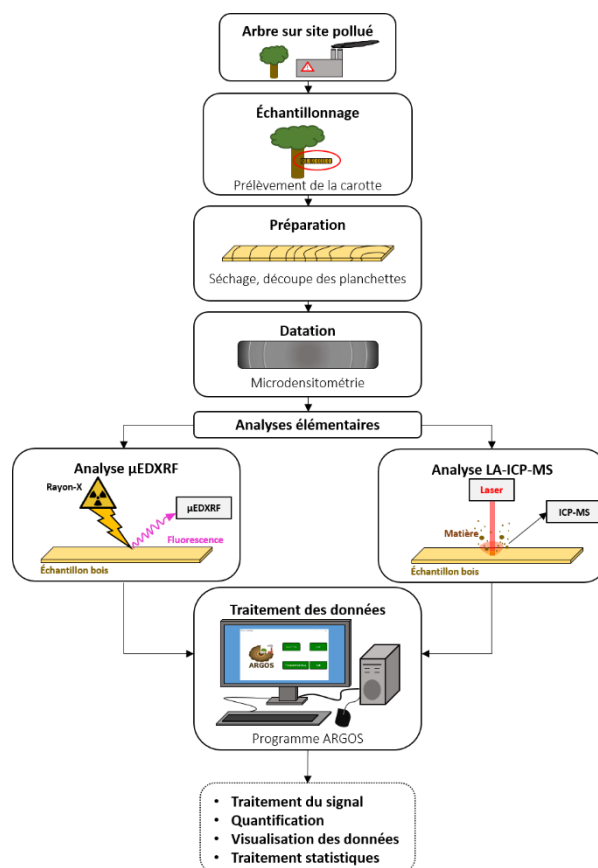 Arbre sur site pollué
Échantillonnage
Prélèvement de la carotte
Préparation
Séchage, découpe des planchettes
Datation
Microdensitométrie
Analyses élémentaires
Analyse µEDXRF
Rayon-X
µEDXRF
Fluorescence
Échantillon bois
Analyse LA-ICP-MS
Laser
ICP-MS
Matière
Échantillon bois
Traitement des données
ARGOS
Programme ARGOS
• Traitement du signal
• Quantification
• Visualisation des données
• Traitement statistiques